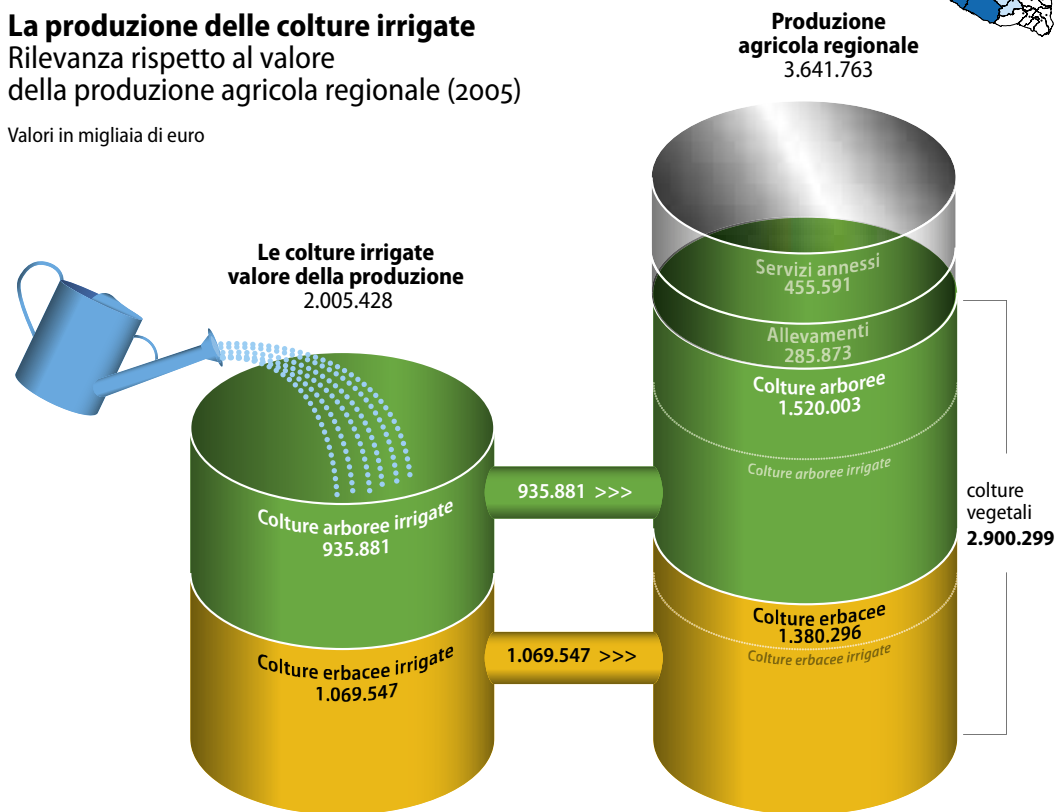 La produzione delle colture irrigate
Rilevanza rispetto al valore
della produzione agricola regionale (2005)
Valori in migliaia di euro
Produzione
agricola regionale
3.641.763
Le colture irrigate
valore della produzione
2.005.428
Servizi annessi
455.591
Allevamenti
285.873
Colture arboree
1.520.003
Colture arboree irrigate
935.881 >>>
Colture arboree irrigate
935.881
colture
vegetali
2.900.299
Colture erbacee
1.380.296
Colture erbacee irrigate
1.069.547 >>>
Colture erbacee irrigate
1.069.547